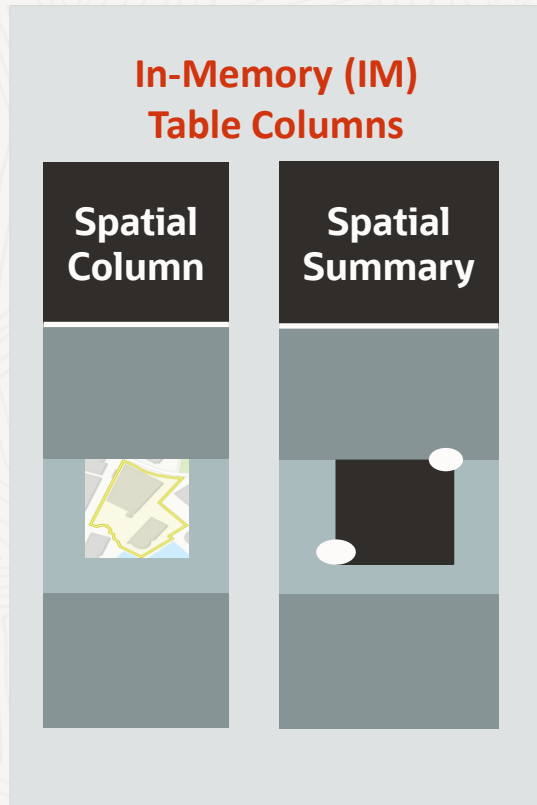 In-Memory (IM)
Table Columns
Spatial
Column
Spatial
Summary